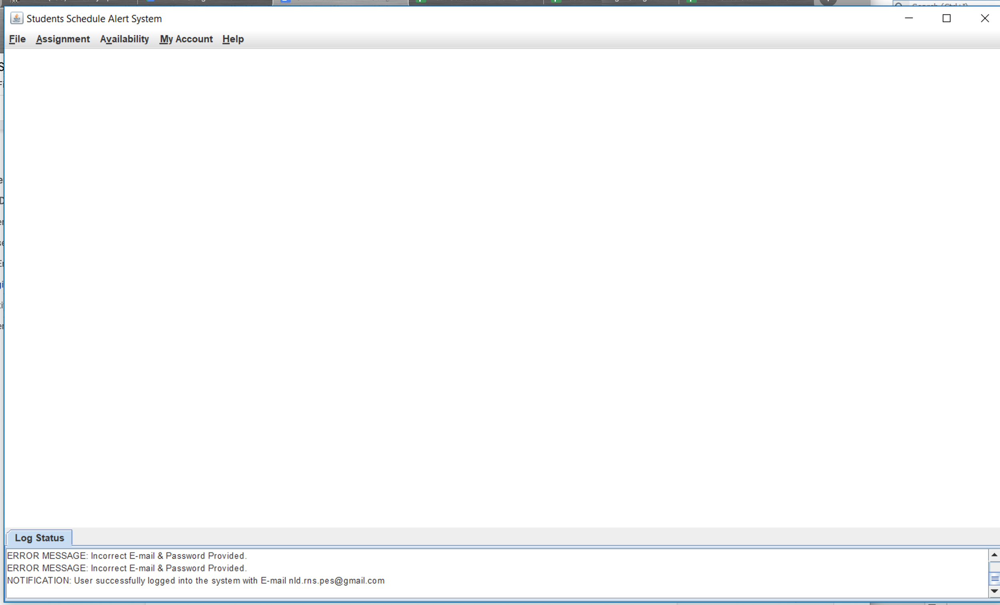 Students Schedule Alert System
File Assignment Availability My Account Help
Log Status
ERROR MESSAGE: Incorrect E-mail & Password Provided.
ERROR MESSAGE: Incorrect E-mail & Password Provided.
NOTIFICATION: User successfully logged into the system with E-mail nld.rns.pes@gmail.com